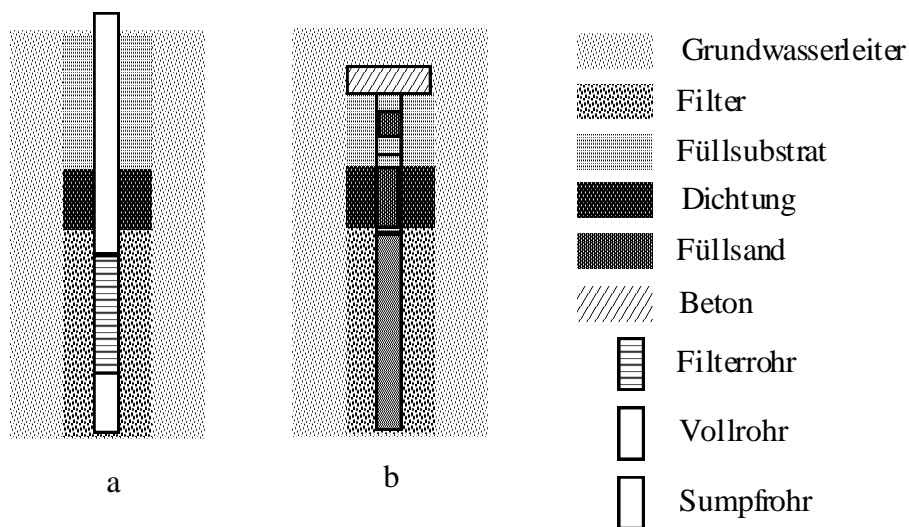 a
b
Grundwasserleiter
Filter
Füllsubstrat
Dichtung
Füllsand
Beton
Filterrohr
Vollrohr
Sumpfrohr